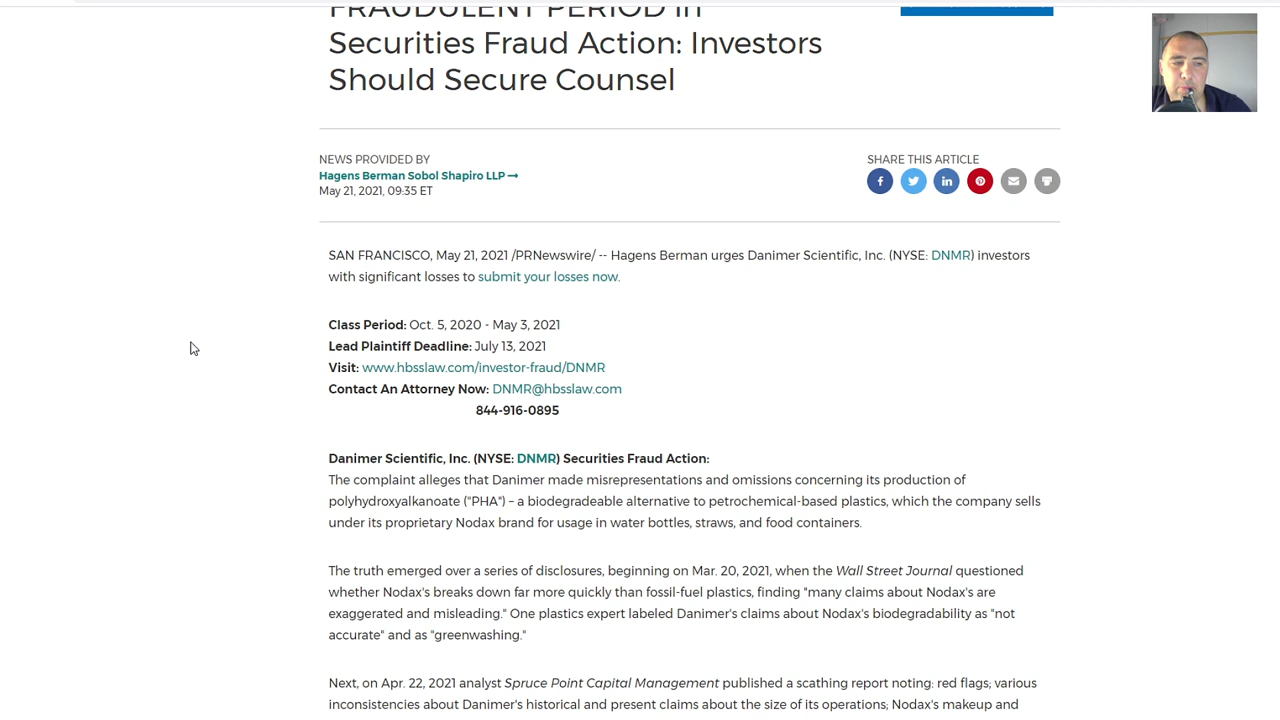 FRAUDULENT PERIOD in
Securities Fraud Action: Investors
Should Secure Counsel
NEWS PROVIDED BY
Hagens Berman Sobol Shapiro LLP →
May 21, 2021, 09:35 ET
SHARE THIS ARTICLE
SAN FRANCISCO, May 21, 2021 /PRNewswire/ -- Hagens Berman urges Danimer Scientific, Inc. (NYSE: DNMR) investors
with significant losses to submit your losses now.
Class Period: Oct. 5, 2020 - May 3, 2021
Lead Plaintiff Deadline: July 13, 2021
Visit: www.hbsslaw.com/investor-fraud/DNMR
Contact An Attorney Now: DNMR@hbsslaw.com
844-916-0895
Danimer Scientific, Inc. (NYSE: DNMR) Securities Fraud Action:
The complaint alleges that Danimer made misrepresentations and omissions concerning its production of
polyhydroxyalkanoate ("PHA") – a biodegradeable alternative to petrochemical-based plastics, which the company sells
under its proprietary Nodax brand for usage in water bottles, straws, and food containers.
The truth emerged over a series of disclosures, beginning on Mar. 20, 2021, when the Wall Street Journal questioned
whether Nodax's breaks down far more quickly than fossil-fuel plastics, finding "many claims about Nodax's are
exaggerated and misleading." One plastics expert labeled Danimer's claims about Nodax's biodegradability as "not
accurate" and as "greenwashing."
Next, on Apr. 22, 2021 analyst Spruce Point Capital Management published a scathing report noting: red flags; various
inconsistencies about Danimer's historical and present claims about the size of its operations; Nodax's makeup and